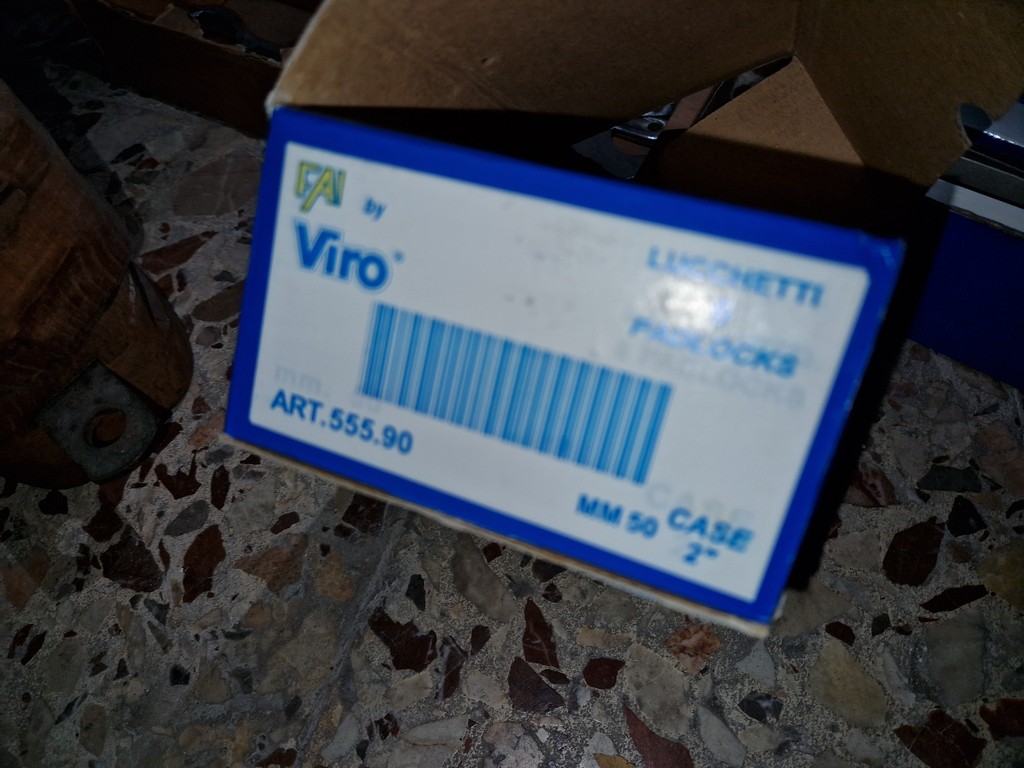 FAI by
Viro
LUCCHETTI
PADLOCKS
ART.555.90
MM 50 CASE
2"